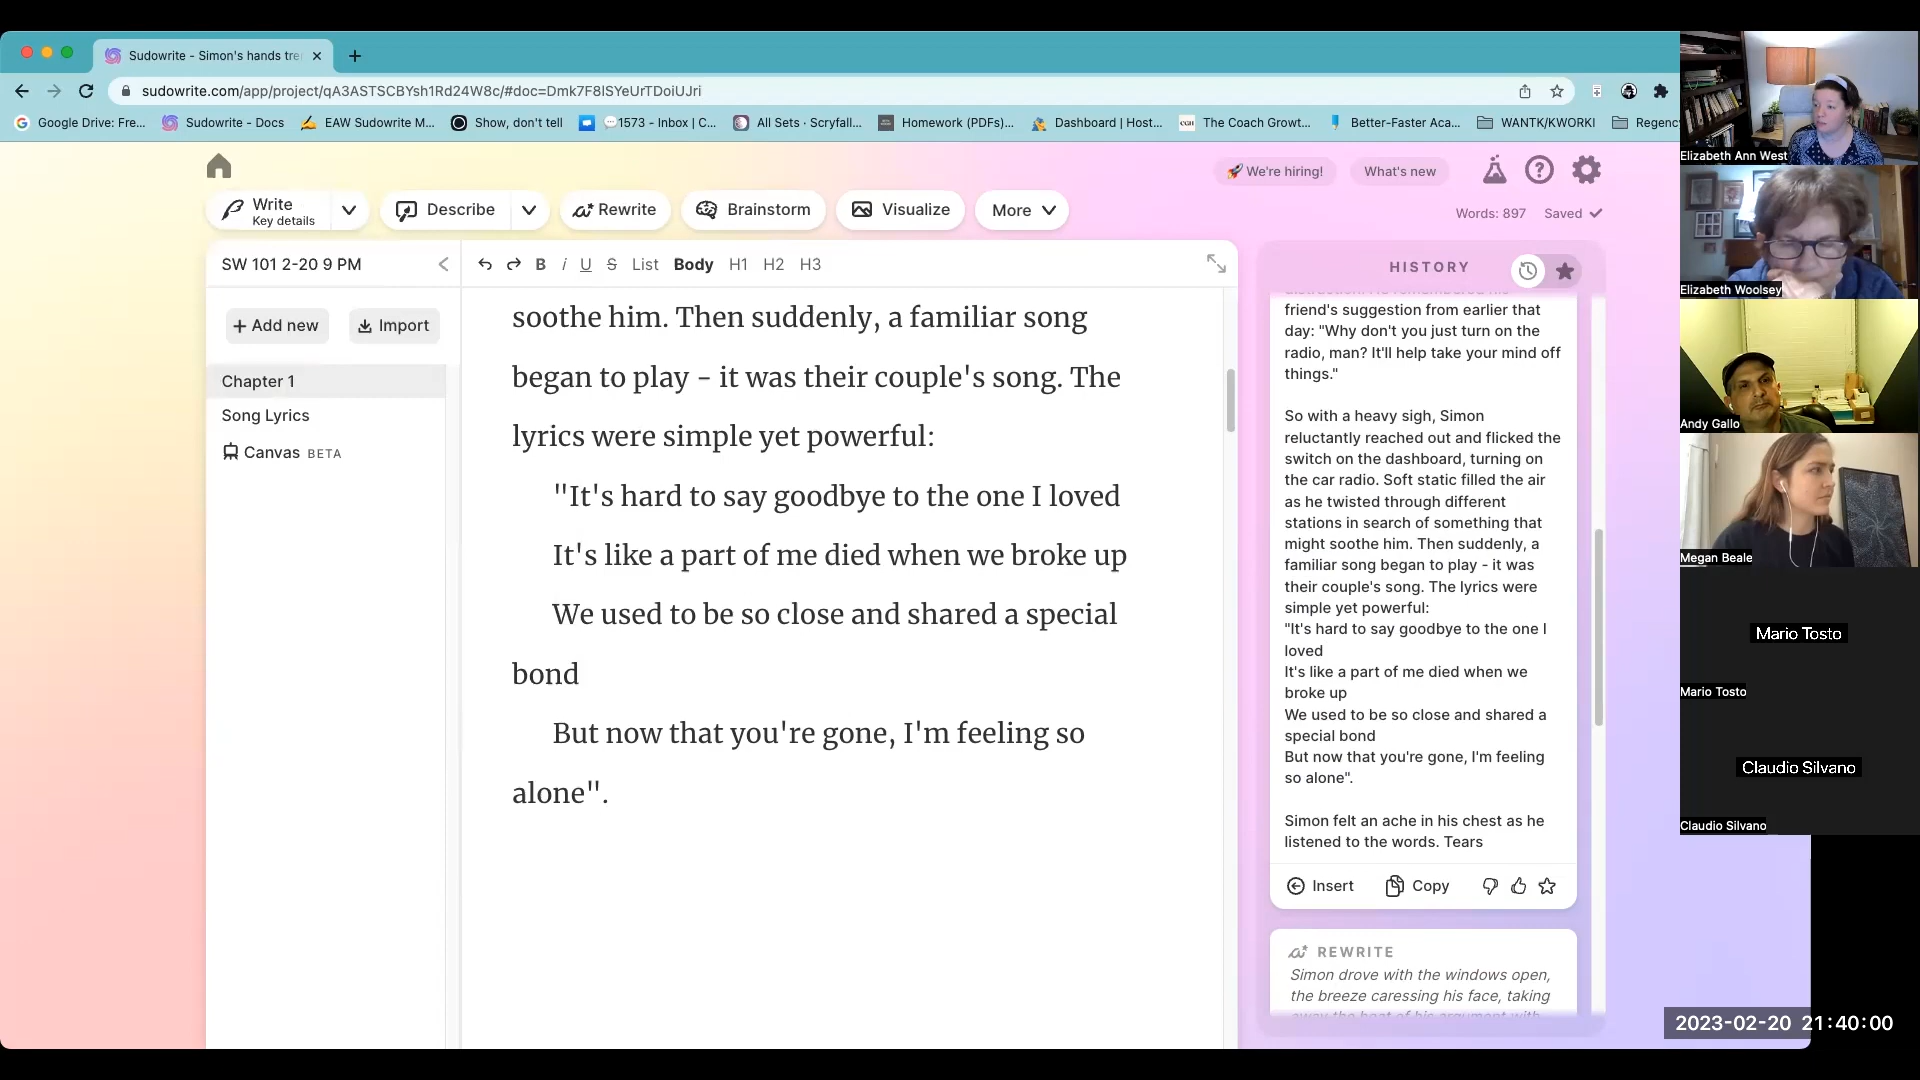 Sudowrite - Simon's hands tre
sudowrite.com/app/project/qA3ASTSCBYsh1Rd24W8c/#doc=Dmk7F8ISYeUrTDoiUJri
Google Drive: Fre...
Sudowrite - Docs
EAW Sudowrite M...
Show, don't tell
1573 - Inbox | C...
All Sets · Scryfall...
Homework (PDFs)...
Dashboard | Host...
The Coach Growt...
Better-Faster Aca...
WANTK/KWORKI
Regency
We're hiring!
What's new
Write
Key details
Describe
Rewrite
Brainstorm
Visualize
More
Words: 897
Saved
SW 101 2-20 9 PM
B i U S List Body H1 H2 H3
+ Add new
Import
Chapter 1
Song Lyrics
Canvas BETA
soothe him. Then suddenly, a familiar song
began to play - it was their couple's song. The
lyrics were simple yet powerful:
"It's hard to say goodbye to the one I loved
It's like a part of me died when we broke up
We used to be so close and shared a special
bond
But now that you're gone, I'm feeling so
alone".
HISTORY
friend's suggestion from earlier that
day: "Why don't you just turn on the
radio, man? It'll help take your mind off
things."
So with a heavy sigh, Simon
reluctantly reached out and flicked the
switch on the dashboard, turning on
the car radio. Soft static filled the air
as he twisted through different
stations in search of something that
might soothe him. Then suddenly, a
familiar song began to play - it was
their couple's song. The lyrics were
simple yet powerful:
"It's hard to say goodbye to the one I
loved
It's like a part of me died when we
broke up
We used to be so close and shared a
special bond
But now that you're gone, I'm feeling
so alone".
Simon felt an ache in his chest as he
listened to the words. Tears
Insert
Copy
REWRITE
Simon drove with the windows open,
the breeze caressing his face, taking
Elizabeth Ann West
Elizabeth Woolsey
Andy Gallo
Megan Beale
Mario Tosto
Mario Tosto
Claudio Silvano
Claudio Silvano
2023-02-20 21:40:00